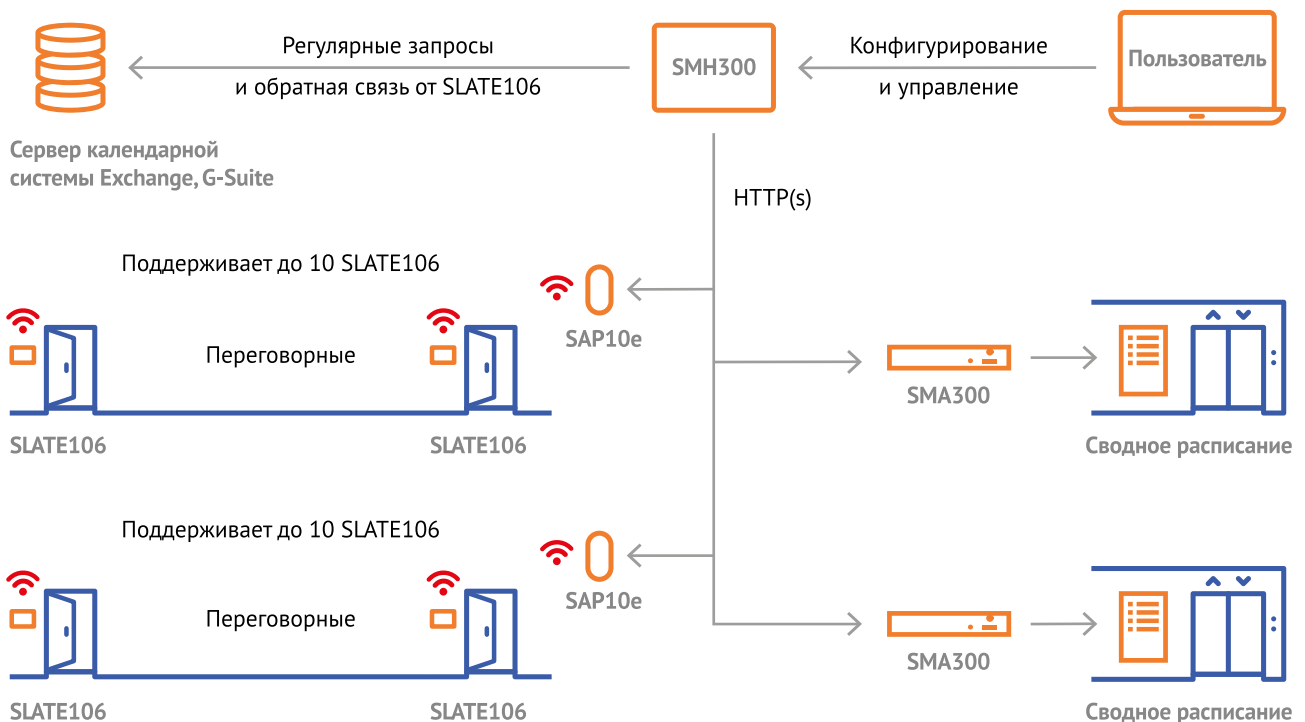 Регулярные запросы
и обратная связь от SLATE106
SMH300
Конфигурирование
и управление
Пользователь
Сервер календарной
системы Exchange, G-Suite
HTTP(s)
Поддерживает до 10 SLATE106
SAP10e
Переговорные
SLATE106
SLATE106
SMA300
Сводное расписание
Поддерживает до 10 SLATE106
SAP10e
Переговорные
SLATE106
SLATE106
SMA300
Сводное расписание